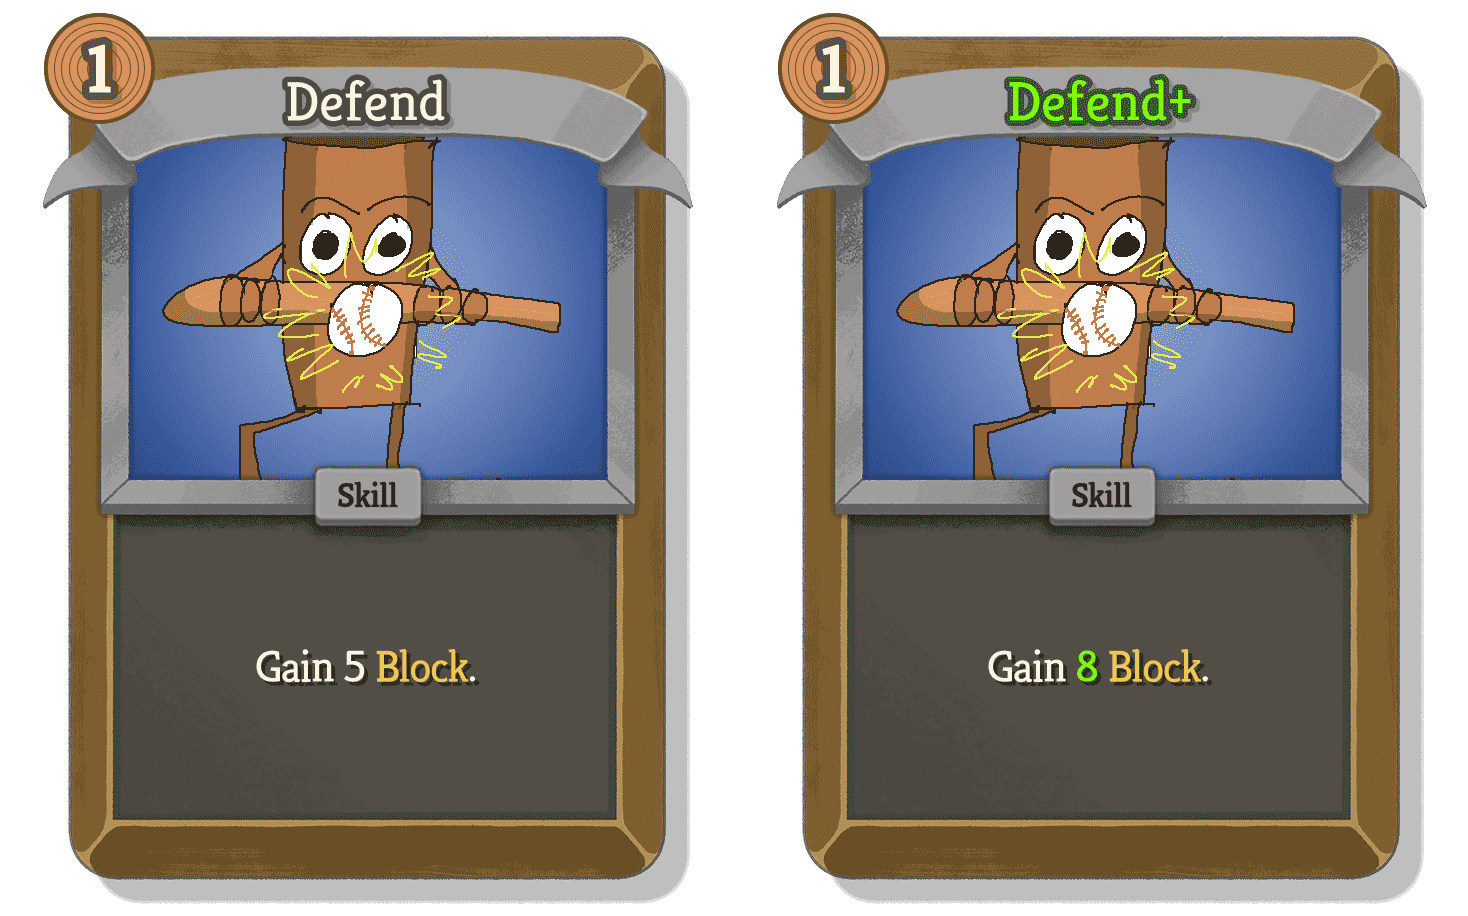 1
Defend
Skill
Gain 5 Block.
1
Defend+
Skill
Gain 8 Block.